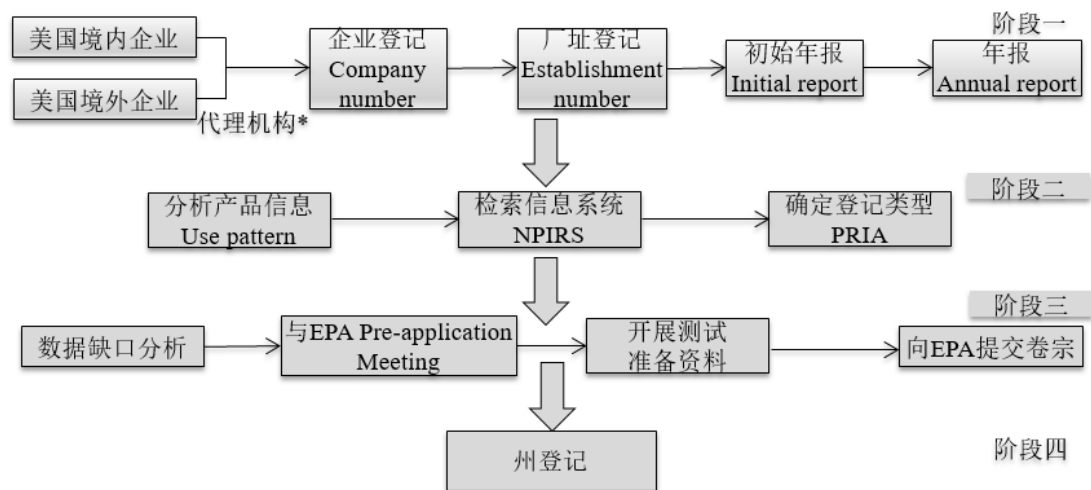 阶段一
美国境内企业
美国境外企业
代理机构*
企业登记
Company
number
厂址登记
Establishment
number
初始年报
Initial report
年报
Annual report
阶段二
分析产品信息
Use pattern
检索信息系统
NPIRS
确定登记类型
PRIA
阶段三
数据缺口分析
与EPA Pre-application
Meeting
开展测试
准备资料
向EPA提交卷宗
州登记
阶段四